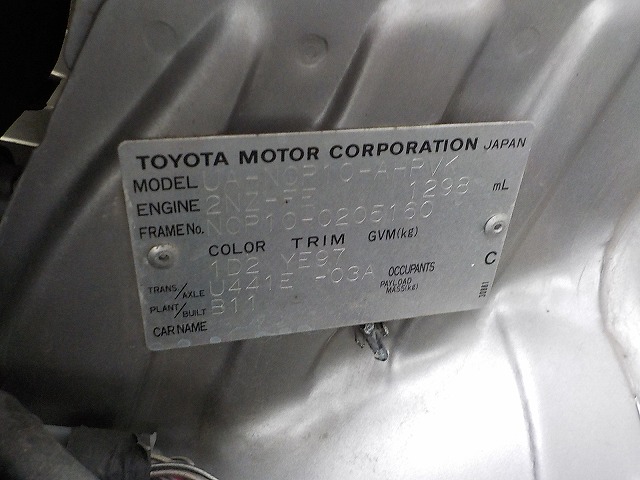 TOYOTA MOTOR CORPORATION JAPAN
MODEL UA-NCP10-A-PVK
ENGINE 2NZ-FE 1298 mL
FRAME No. NCP10-0205160
COLOR TRIM GVM(kg)
1D2 YF97
TRANS/AXLE U441E -03A OCCUPANTS C
PLANT/BUILT B11 PAYLOAD MASS(kg)
CAR NAME